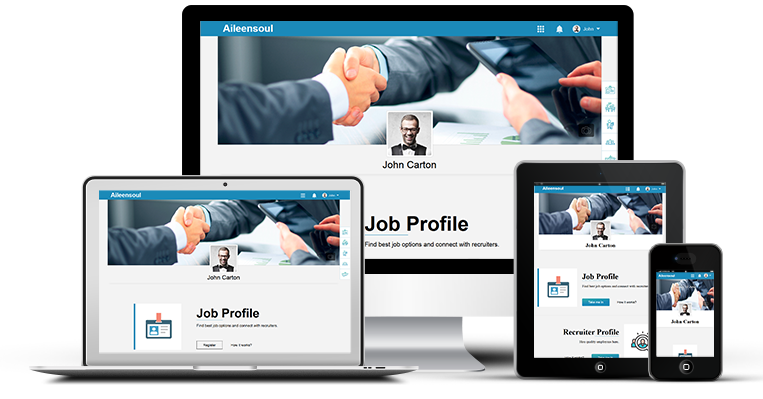 Aileensoul
John
John Carton
Job Profile
Find best job options and connect with recruiters.
Aileensoul
John Carton
Job Profile
Find best job options and connect with recruiters.
Register
How it works?
Aileensoul
John Carton
Job Profile
Find best job options and connect with recruiters.
Take me in
How it works?
Recruiter Profile
Hire quality employees here.
How it works?
Aileensoul
John Carton